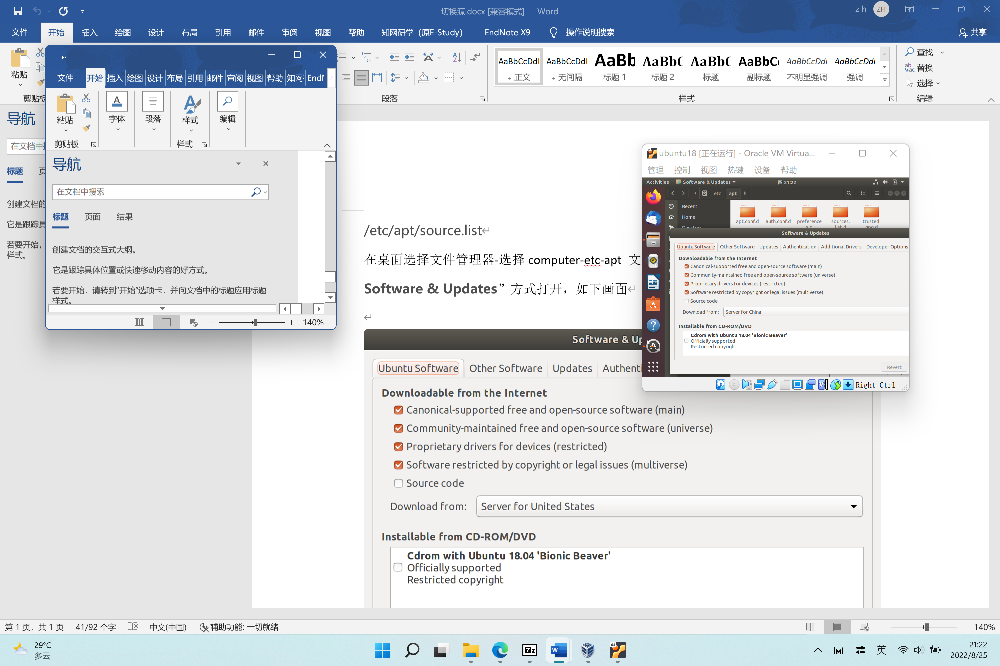 切换源.docx [兼容模式] - Word
z h
ZH
文件 开始 插入 绘图 设计 布局 引用 邮件 审阅 视图 帮助 知网研学（原E-Study） EndNote X9 操作说明搜索
共享
粘贴
剪贴板
段落
AaBbCcDdI AaBbCcDdI AaBb AaBbC AaBbC AaBbCc AaBbCcDdE AaBbCcDdE
正文 无间隔 标题 1 标题 2 标题 副标题 不明显强调 强调
样式
查找
替换
选择
编辑
导航
在文档中搜
标题
创建文档的
它是跟踪具
若要开始，
样式。
文件 开始 插入 绘图 设计 布局 引用 邮件 审阅 视图 帮助 知网 EndN
粘贴
字体
段落
样式
编辑
剪贴板
样式
导航
在文档中搜索
标题 页面 结果
创建文档的交互式大纲。
它是跟踪具体位置或快速移动内容的好方式。
若要开始，请转到“开始”选项卡，并向文档中的标题应用标题
样式。
140%
/etc/apt/source.list
在桌面选择文件管理器-选择 computer-etc-apt 文
Software & Updates”方式打开，如下画面
Software & Up
Ubuntu Software Other Software Updates Authenti
Downloadable from the Internet
Canonical-supported free and open-source software (main)
Community-maintained free and open-source software (universe)
Proprietary drivers for devices (restricted)
Software restricted by copyright or legal issues (multiverse)
Source code
Download from: Server for United States
Installable from CD-ROM/DVD
Cdrom with Ubuntu 18.04 'Bionic Beaver'
Officially supported
Restricted copyright
ubuntu18 [正在运行] - Oracle VM Virtua...
管理 控制 视图 热键 设备 帮助
Activities Software & Updates 四 21:22
etc apt
Recent
Home
Desktop
apt.conf.d auth.conf.d preferences.d sources.list.d trusted.gpg.d
Software & Updates
Ubuntu Software Other Software Updates Authentication Additional Drivers Developer Options
Downloadable from the Internet
Canonical-supported free and open-source software (main)
Community-maintained free and open-source software (universe)
Proprietary drivers for devices (restricted)
Software restricted by copyright or legal issues (multiverse)
Source code
Download from: Server for China
Installable from CD-ROM/DVD
Cdrom with Ubuntu 18.04 'Bionic Beaver'
Officially supported
Restricted copyright
Revert
Right Ctrl
第 1 页，共 1 页 41/92 个字 中文(中国) 辅助功能: 一切就绪
140%
29°C
多云
英
21:22
2022/8/25